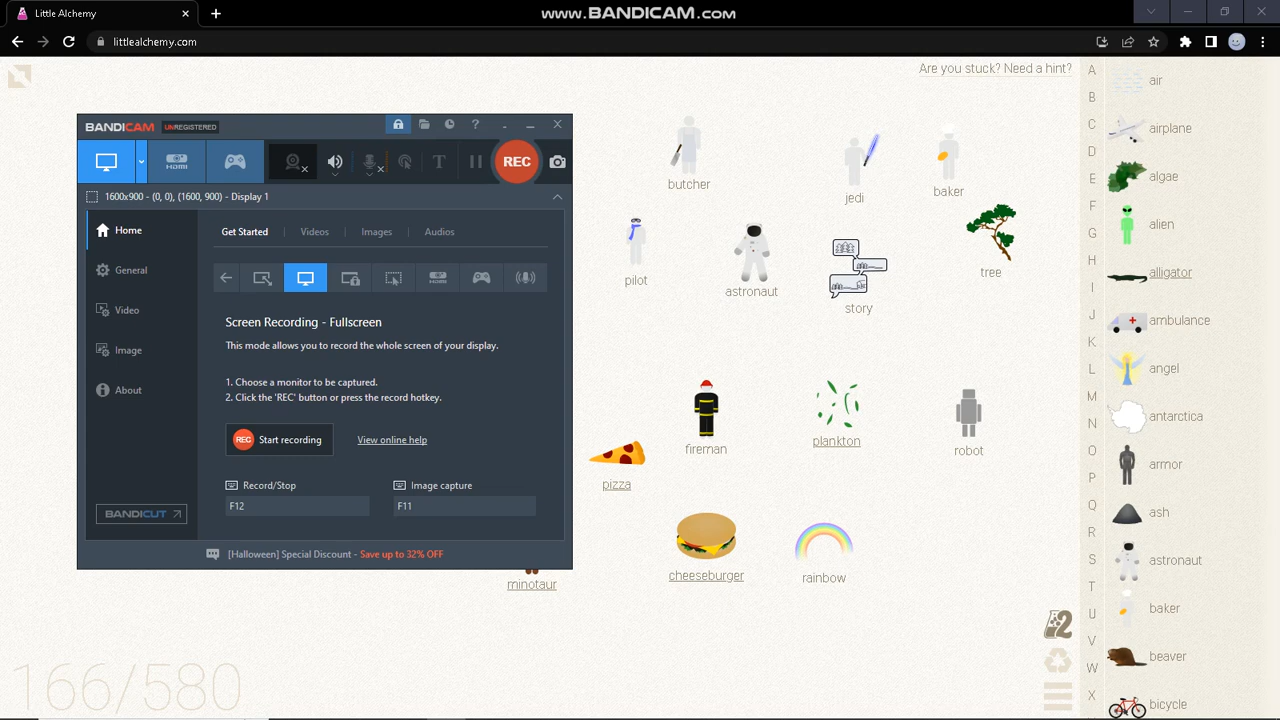 Little Alchemy
www.BANDICAM.com
littlealchemy.com
Are you stuck? Need a hint?
BANDICAM UNREGISTERED
HDMI
T
REC
1600x900 - (0, 0), (1600, 900) - Display 1
Home
General
Video
Image
About
BANDICUT
Get Started
Videos
Images
Audios
HDMI
Screen Recording - Fullscreen
This mode allows you to record the whole screen of your display.
1. Choose a monitor to be captured.
2. Click the 'REC' button or press the record hotkey.
REC Start recording
View online help
Record/Stop
F12
Image capture
F11
[Halloween] Special Discount - Save up to 32% OFF
butcher
jedi
baker
pilot
astronaut
story
tree
fireman
plankton
robot
pizza
cheeseburger
rainbow
minotaur
166/580
2
A
B
C
D
E
F
G
H
I
J
K
L
M
N
O
P
Q
R
S
T
U
V
W
X
air
airplane
algae
alien
alligator
ambulance
angel
antarctica
armor
ash
astronaut
baker
beaver
bicycle